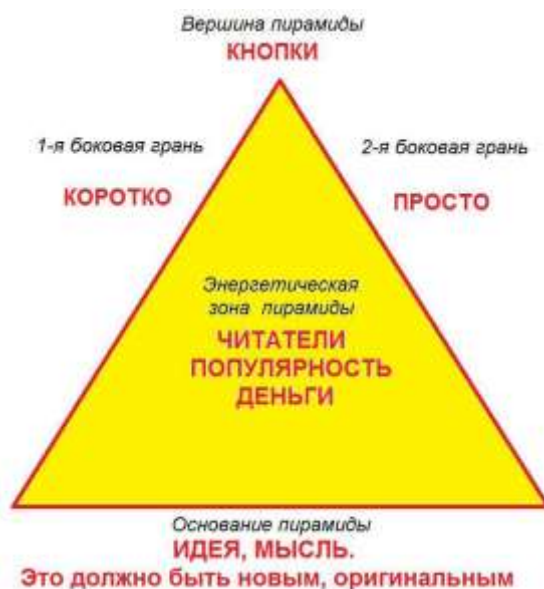 Вершина пирамиды
КНОПКИ
1-я боковая грань
2-я боковая грань
КОРОТКО
ПРОСТО
Энергетическая
зона пирамиды
ЧИТАТЕЛИ
ПОПУЛЯРНОСТЬ
ДЕНЬГИ
Основание пирамиды
ИДЕЯ, МЫСЛЬ.
Это должно быть новым, оригинальным